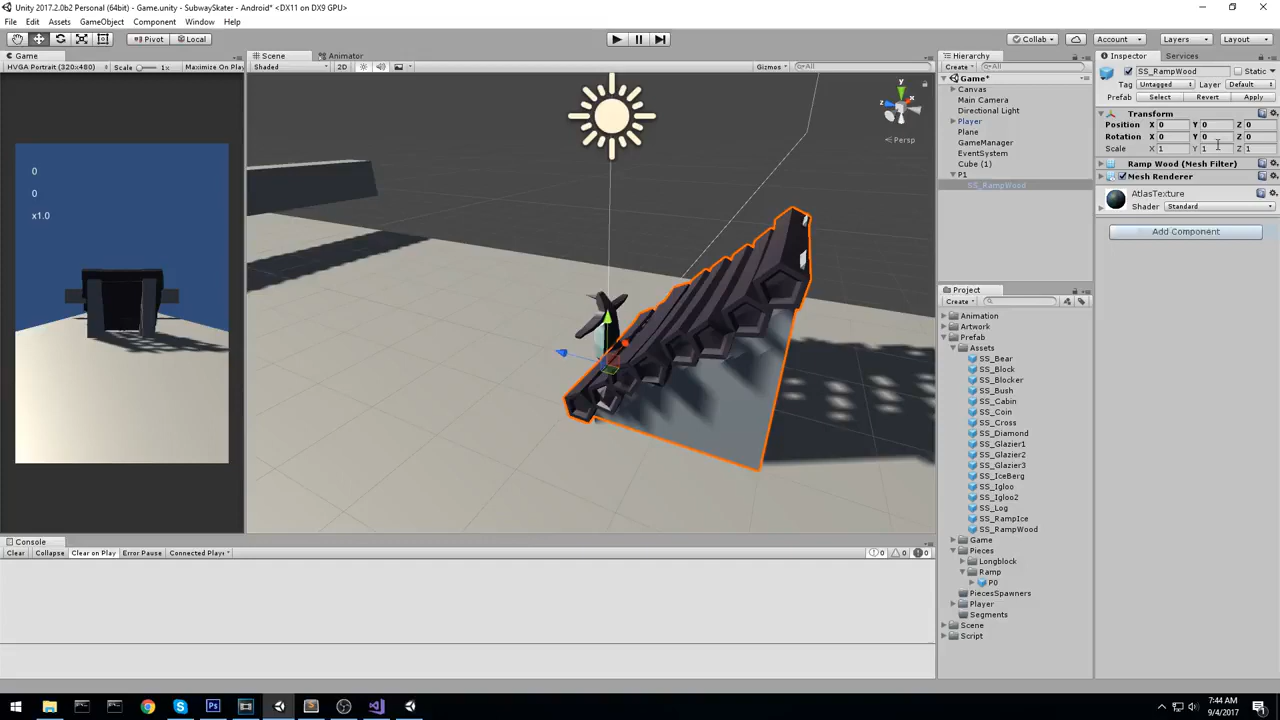 Unity 2017.2.0b2 Personal (64bit) - Game.unity - SubwaySkater - Android* <DX11 on DX9 GPU>
File Edit Assets GameObject Component Window Help
Pivot Local Collab Account Layers Layout
Game Scene Animator Hierarchy Inspector Services
HVGA Portrait (320x480) Scale 1x Maximize On Play Shaded 2D Gizmos All Create All
SS_RampWood Static
Tag Untagged Layer Default
Prefab Select Revert Apply
Transform
Position X 0 Y 0 Z 0
Rotation X 0 Y 0 Z 0
Scale X 1 Y 1 Z 1
Ramp Wood (Mesh Filter)
Mesh Renderer
AtlasTexture
Shader Standard
Add Component
Game*
Canvas
Main Camera
Directional Light
Player
Plane
GameManager
EventSystem
Cube (1)
P1
SS_RampWood
y
x
z
Persp
0
0
x1.0
Project
Create
Animation
Artwork
Prefab
Assets
SS_Bear
SS_Block
SS_Blocker
SS_Bush
SS_Cabin
SS_Coin
SS_Cross
SS_Diamond
SS_Glazier1
SS_Glazier2
SS_Glazier3
SS_IceBerg
SS_Igloo
SS_Igloo2
SS_Log
SS_RampIce
SS_RampWood
Game
Pieces
Longblock
Ramp
P0
PiecesSpawners
Player
Segments
Scene
Script
Console
Clear Collapse Clear on Play Error Pause Connected Play 0 0 0
7:44 AM
9/4/2017